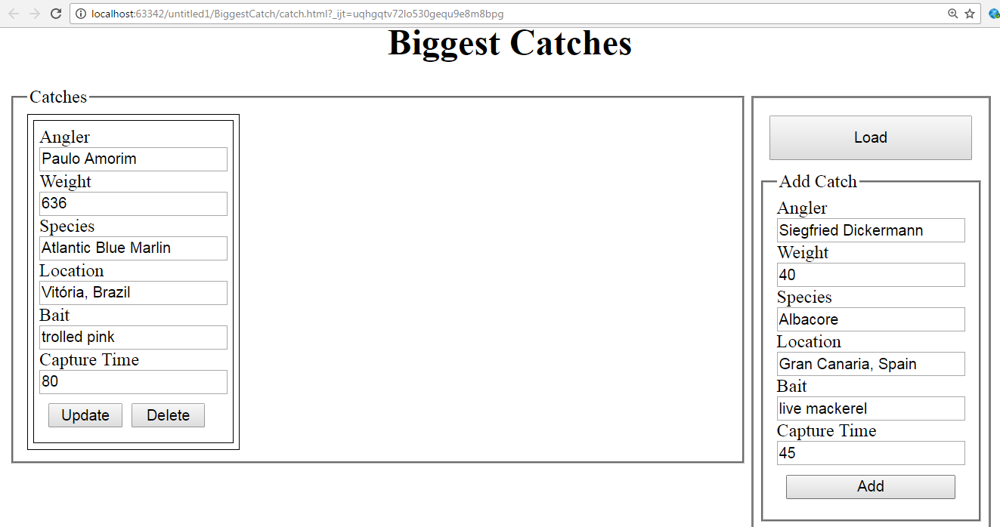 localhost:63342/untitled1/BiggestCatch/catch.html?_ijt=uqhgqtv72lo530gequ9e8m8bpg
Biggest Catches
Catches
Angler
Paulo Amorim
Weight
636
Species
Atlantic Blue Marlin
Location
Vitória, Brazil
Bait
trolled pink
Capture Time
80
Update Delete
Load
Add Catch
Angler
Siegfried Dickermann
Weight
40
Species
Albacore
Location
Gran Canaria, Spain
Bait
live mackerel
Capture Time
45
Add